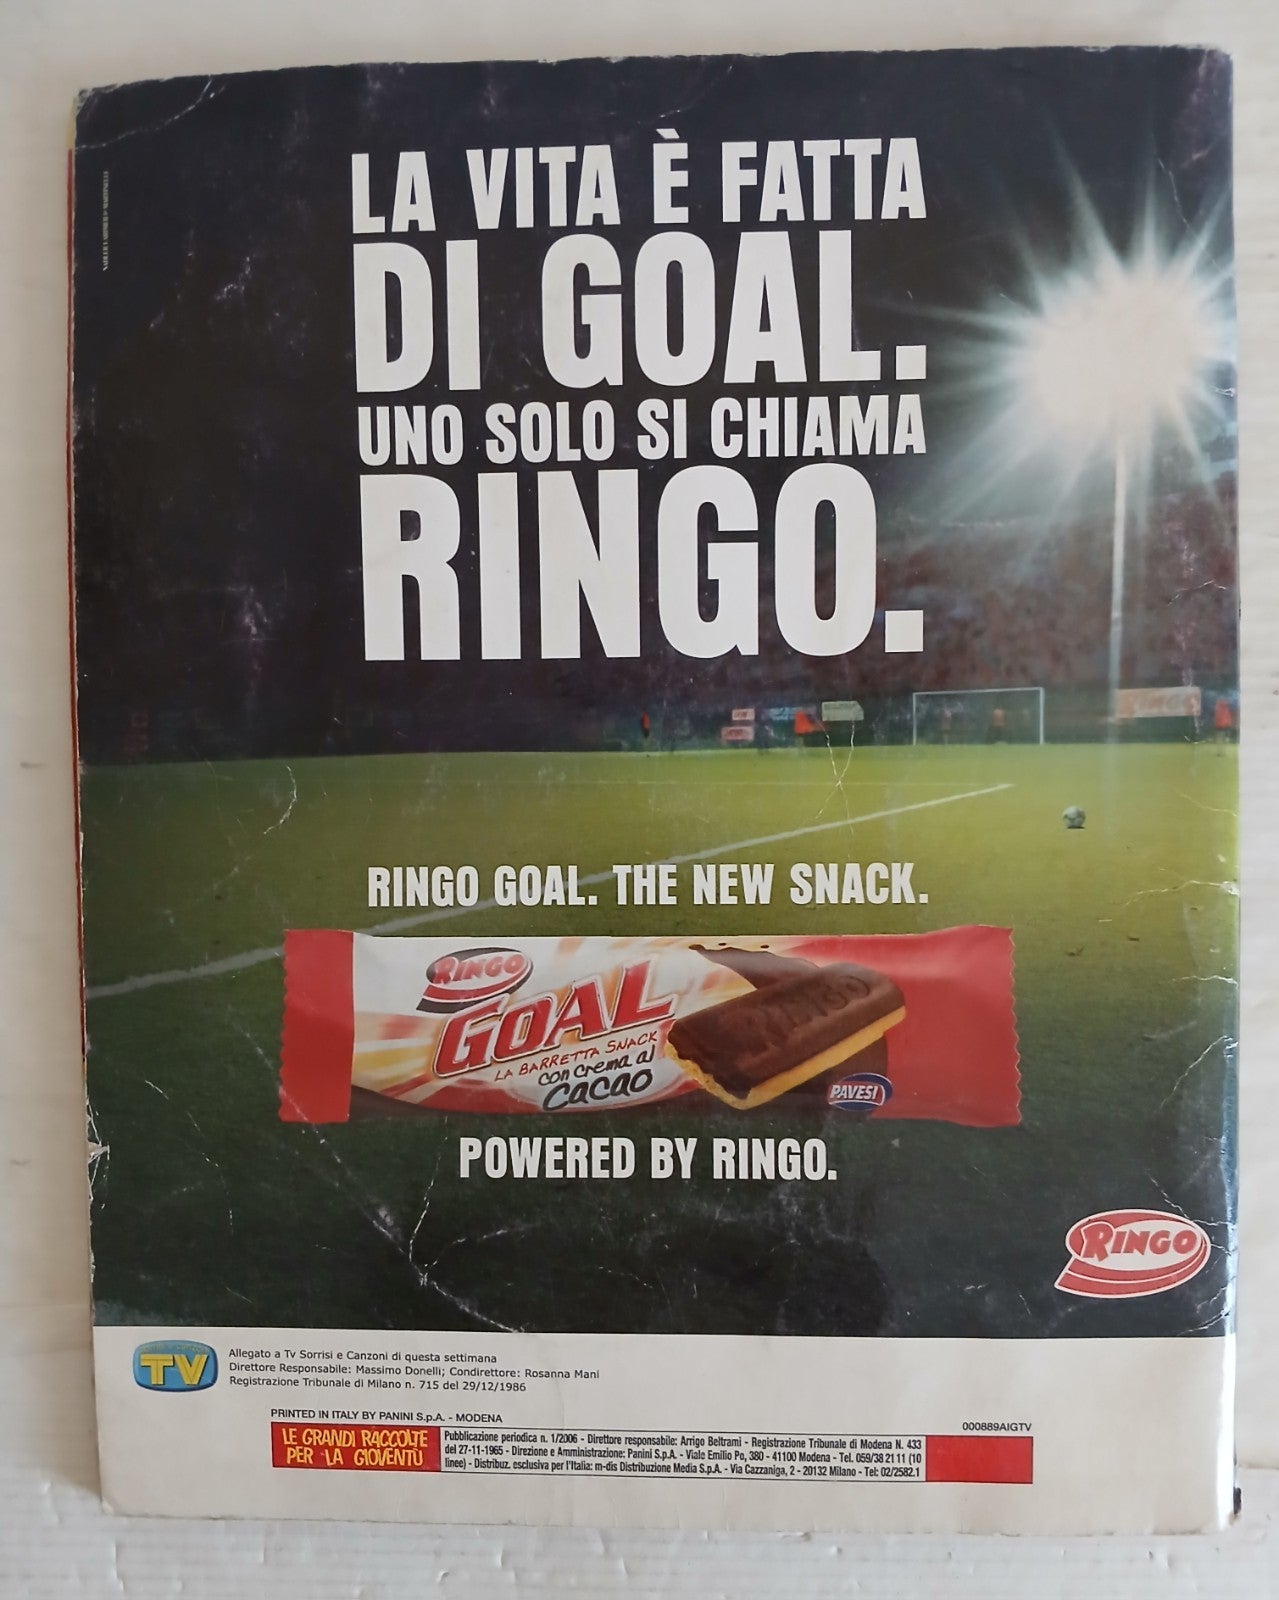 LA VITA È FATTA
DI GOAL.
UNO SOLO SI CHIAMA
RINGO.
RINGO GOAL. THE NEW SNACK.
RINGO
GOAL
LA BARRETTA SNACK
con crema al
cacao
RINGO
PAVESI
POWERED BY RINGO.
RINGO
TV
Allegato a Tv Sorrisi e Canzoni di questa settimana
Direttore Responsabile: Massimo Donelli; Condirettore: Rosanna Mani
Registrazione Tribunale di Milano n. 715 del 29/12/1986
PRINTED IN ITALY BY PANINI S.p.A. - MODENA
000889AIGTV
LE GRANDI RACCOLTE
PER LA GIOVENTÙ
Pubblicazione periodica n. 1/2006 - Direttore responsabile: Arrigo Beltrami - Registrazione Tribunale di Modena N. 433
del 27-11-1965 - Direzione e Amministrazione: Panini S.p.A. - Viale Emilio Po, 380 - 41100 Modena - Tel. 059/38 21 11 (10
linee) - Distribuz. esclusiva per l'Italia: m-dis Distribuzione Media S.p.A. - Via Cazzaniga, 2 - 20132 Milano - Tel: 02/2582.1